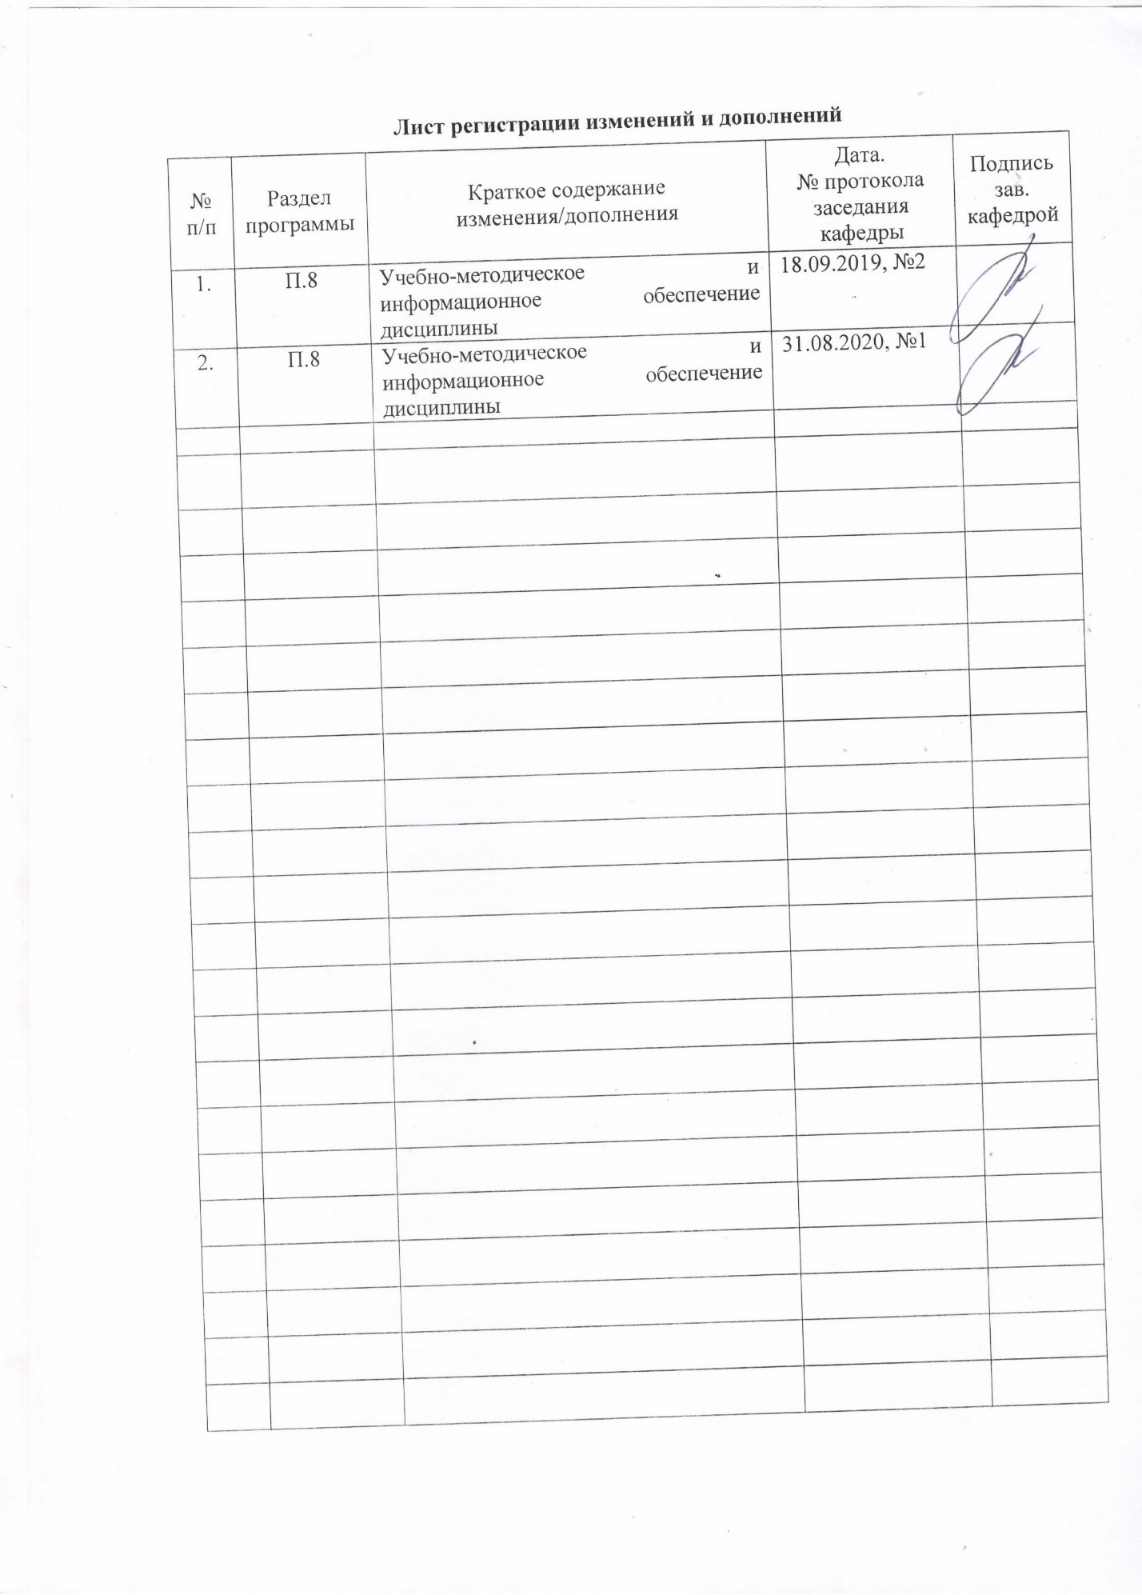 Лист регистрации изменений и дополнений
№
п/п
Раздел
программы
Краткое содержание
изменения/дополнения
Дата.
№ протокола
заседания
кафедры
Подпись
зав.
кафедрой
1.
П.8
Учебно-методическое и
информационное обеспечение
дисциплины
18.09.2019, №2
2.
П.8
Учебно-методическое и
информационное обеспечение
дисциплины
31.08.2020, №1